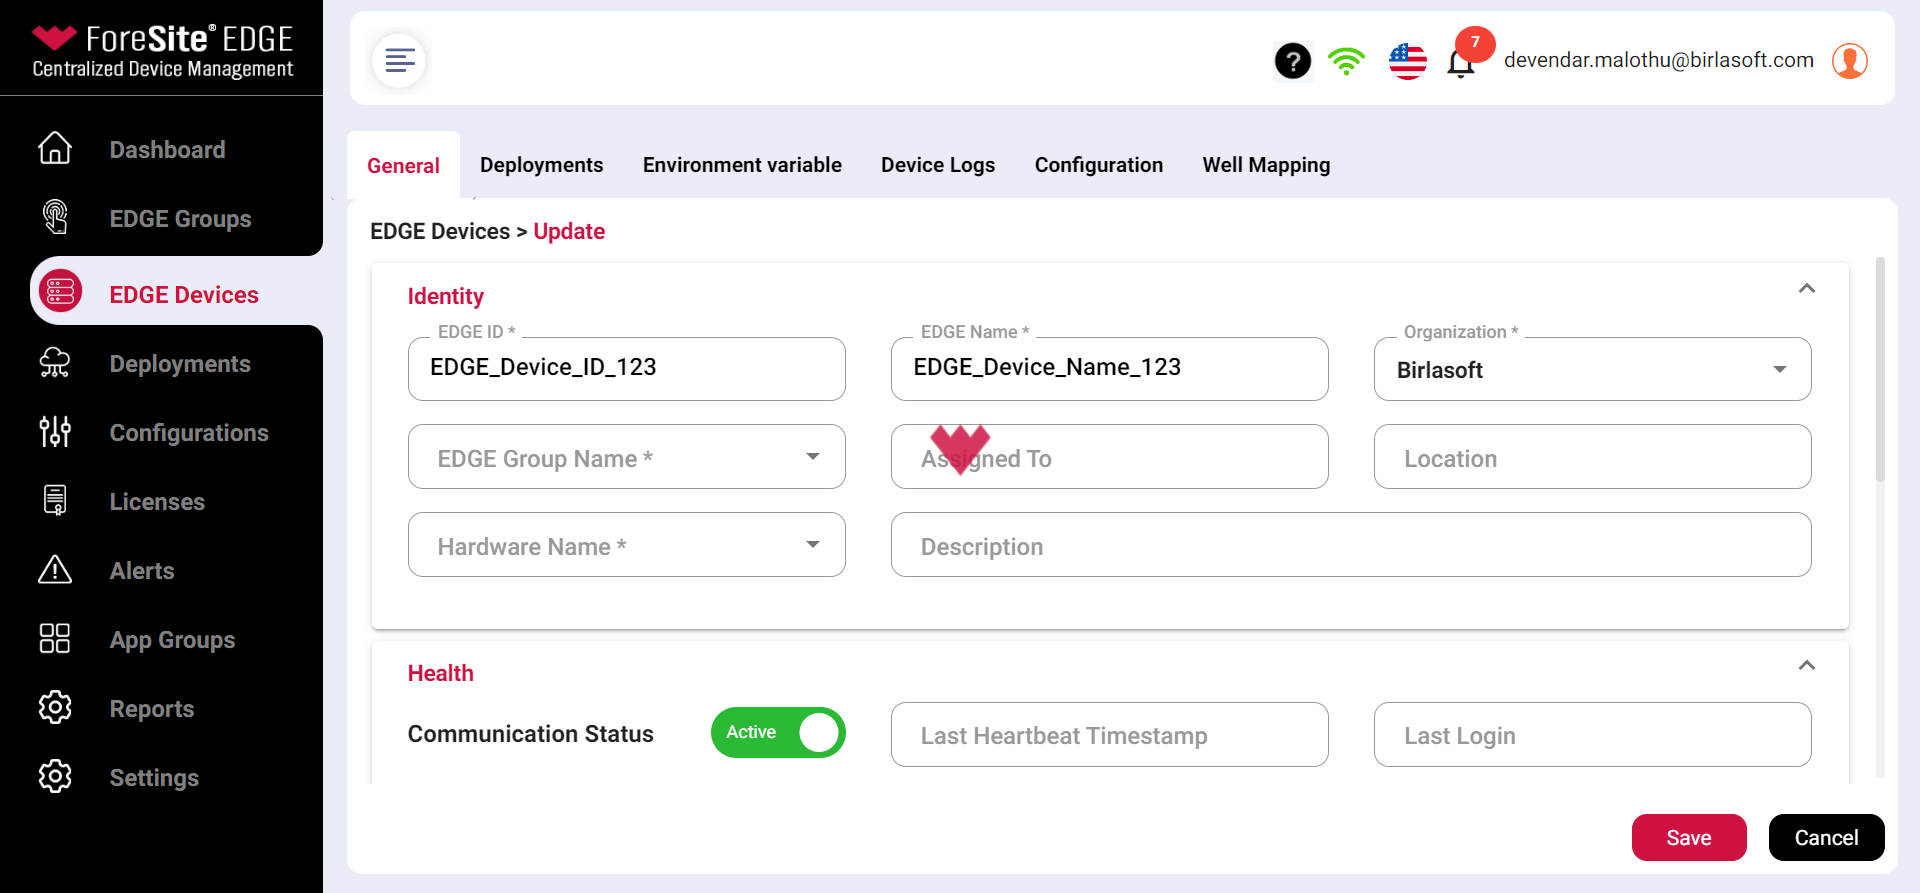 ForeSite® EDGE
Centralized Device Management
Dashboard
EDGE Groups
EDGE Devices
Deployments
Configurations
Licenses
Alerts
App Groups
Reports
Settings
?
7
devendar.malothu@birlasoft.com
General
Deployments
Environment variable
Device Logs
Configuration
Well Mapping
EDGE Devices > Update
Identity
EDGE ID *
EDGE_Device_ID_123
EDGE Name *
EDGE_Device_Name_123
Organization *
Birlasoft
EDGE Group Name *
Assigned To
Location
Hardware Name *
Description
Health
Communication Status
Active
Last Heartbeat Timestamp
Last Login
Save
Cancel